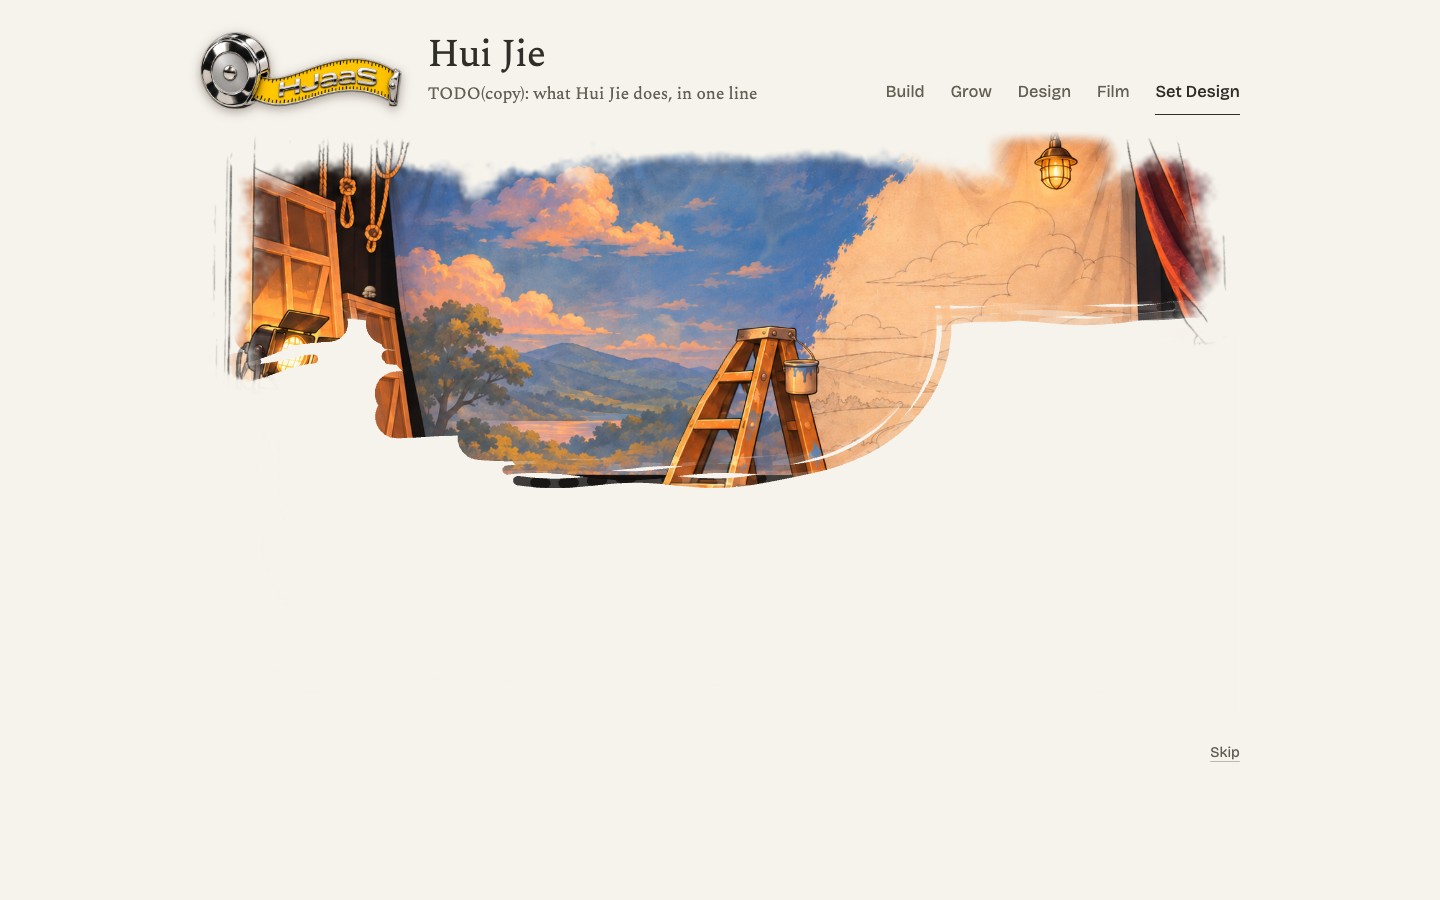 HJaaS
Hui Jie
TODO(copy): what Hui Jie does, in one line
Build
Grow
Design
Film
Set Design
Skip